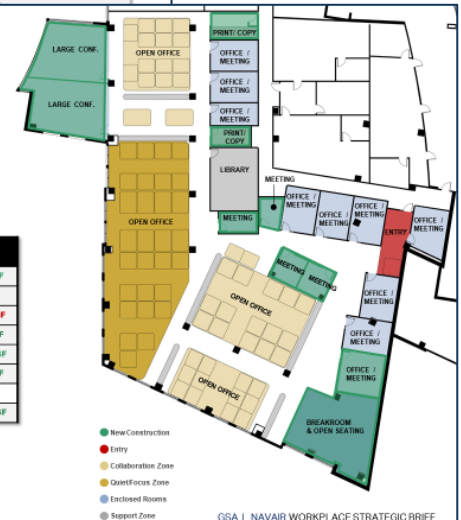 PRINT/ COPY
LARGE CONF.
OPEN OFFICE
OFFICE /
MEETING
OFFICE /
MEETING
LARGE CONF.
OFFICE /
MEETING
PRINT/
COPY
LIBRARY
MEETING
OFFICE /
MEETING
OFFICE /
MEETING
OFFICE /
MEETING
OFFICE /
MEETING
MEETING
OPEN OFFICE
ENTRY
MEETING
MEETING
OPEN OFFICE
OFFICE /
MEETING
OFFICE /
MEETING
OFFICE /
MEETING
OPEN OFFICE
BREAKROOM
& OPEN SEATING
New Construction
Entry
Collaboration Zone
Quiet/Focus Zone
Enclosed Rooms
Support Zone
GSA | NAVAIR WORKPLACE STRATEGIC BRIEF